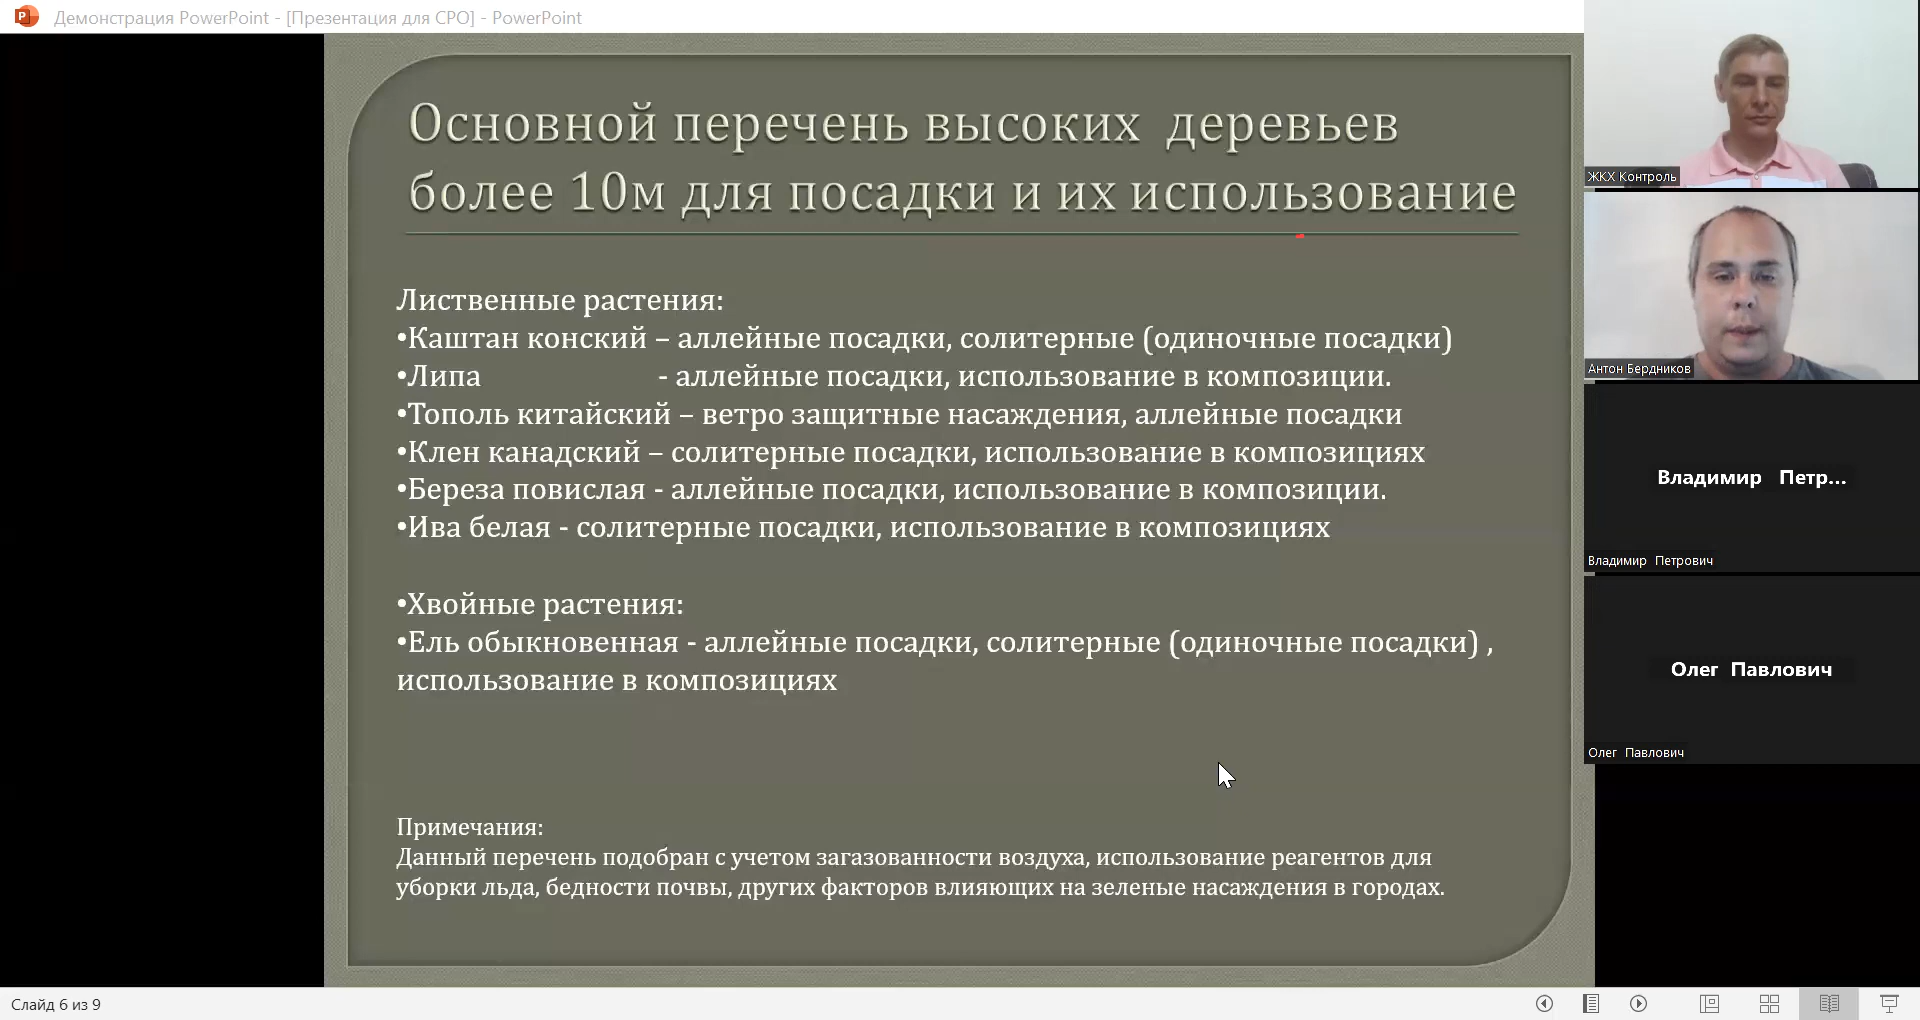 Демонстрация PowerPoint - [Презентация для СРО] - PowerPoint
Основной перечень высоких деревьев
более 10м для посадки и их использование
Лиственные растения:
•Каштан конский – аллейные посадки, солитерные (одиночные посадки)
•Липа - аллейные посадки, использование в композиции.
•Тополь китайский – ветро защитные насаждения, аллейные посадки
•Клен канадский – солитерные посадки, использование в композициях
•Береза повислая - аллейные посадки, использование в композиции.
•Ива белая - солитерные посадки, использование в композициях
•Хвойные растения:
•Ель обыкновенная - аллейные посадки, солитерные (одиночные посадки) ,
использование в композициях
Примечания:
Данный перечень подобран с учетом загазованности воздуха, использование реагентов для
уборки льда, бедности почвы, других факторов влияющих на зеленые насаждения в городах.
ЖКХ Контроль
Антон Бердников
Владимир Петр...
Владимир Петрович
Олег Павлович
Олег Павлович
Слайд 6 из 9